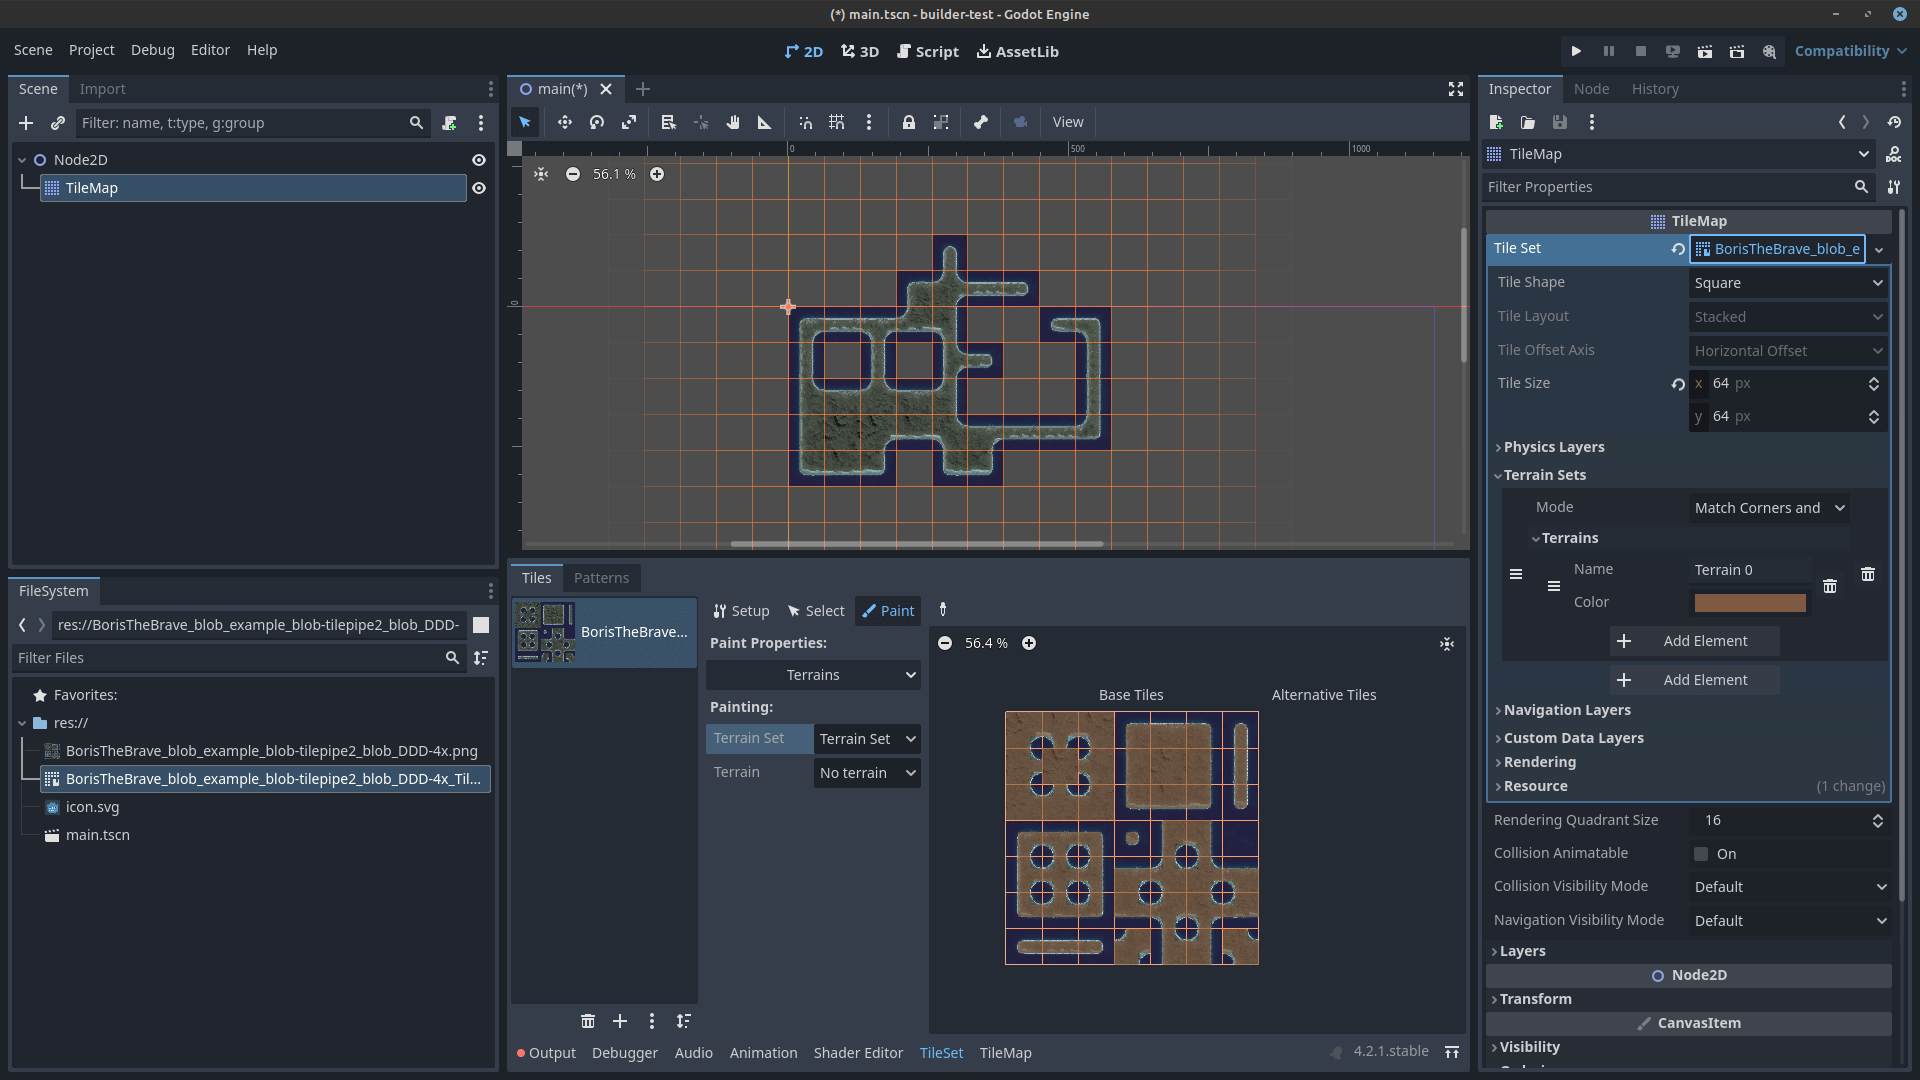 (*) main.tscn - builder-test - Godot Engine
Scene Project Debug Editor Help
2D 3D Script AssetLib
Compatibility
Scene Import
Filter: name, t:type, g:group
Node2D
TileMap
main(*)
View
0 500 1000
0
56.1 %
FileSystem
res://BorisTheBrave_blob_example_blob-tilepipe2_blob_DDD-
Filter Files
Favorites:
res://
BorisTheBrave_blob_example_blob-tilepipe2_blob_DDD-4x.png
BorisTheBrave_blob_example_blob-tilepipe2_blob_DDD-4x_Til...
icon.svg
main.tscn
Tiles Patterns
BorisTheBrave...
Setup Select Paint
Paint Properties:
Terrains
Painting:
Terrain Set Terrain Set
Terrain No terrain
56.4 %
Base Tiles Alternative Tiles
Output Debugger Audio Animation Shader Editor TileSet TileMap
4.2.1.stable
Inspector Node History
TileMap
Filter Properties
TileMap
Tile Set BorisTheBrave_blob_e
Tile Shape Square
Tile Layout Stacked
Tile Offset Axis Horizontal Offset
Tile Size x 64 px
y 64 px
Physics Layers
Terrain Sets
Mode Match Corners and
Terrains
Name Terrain 0
Color
Add Element
Add Element
Navigation Layers
Custom Data Layers
Rendering
Resource (1 change)
Rendering Quadrant Size 16
Collision Animatable On
Collision Visibility Mode Default
Navigation Visibility Mode Default
Layers
Node2D
Transform
CanvasItem
Visibility